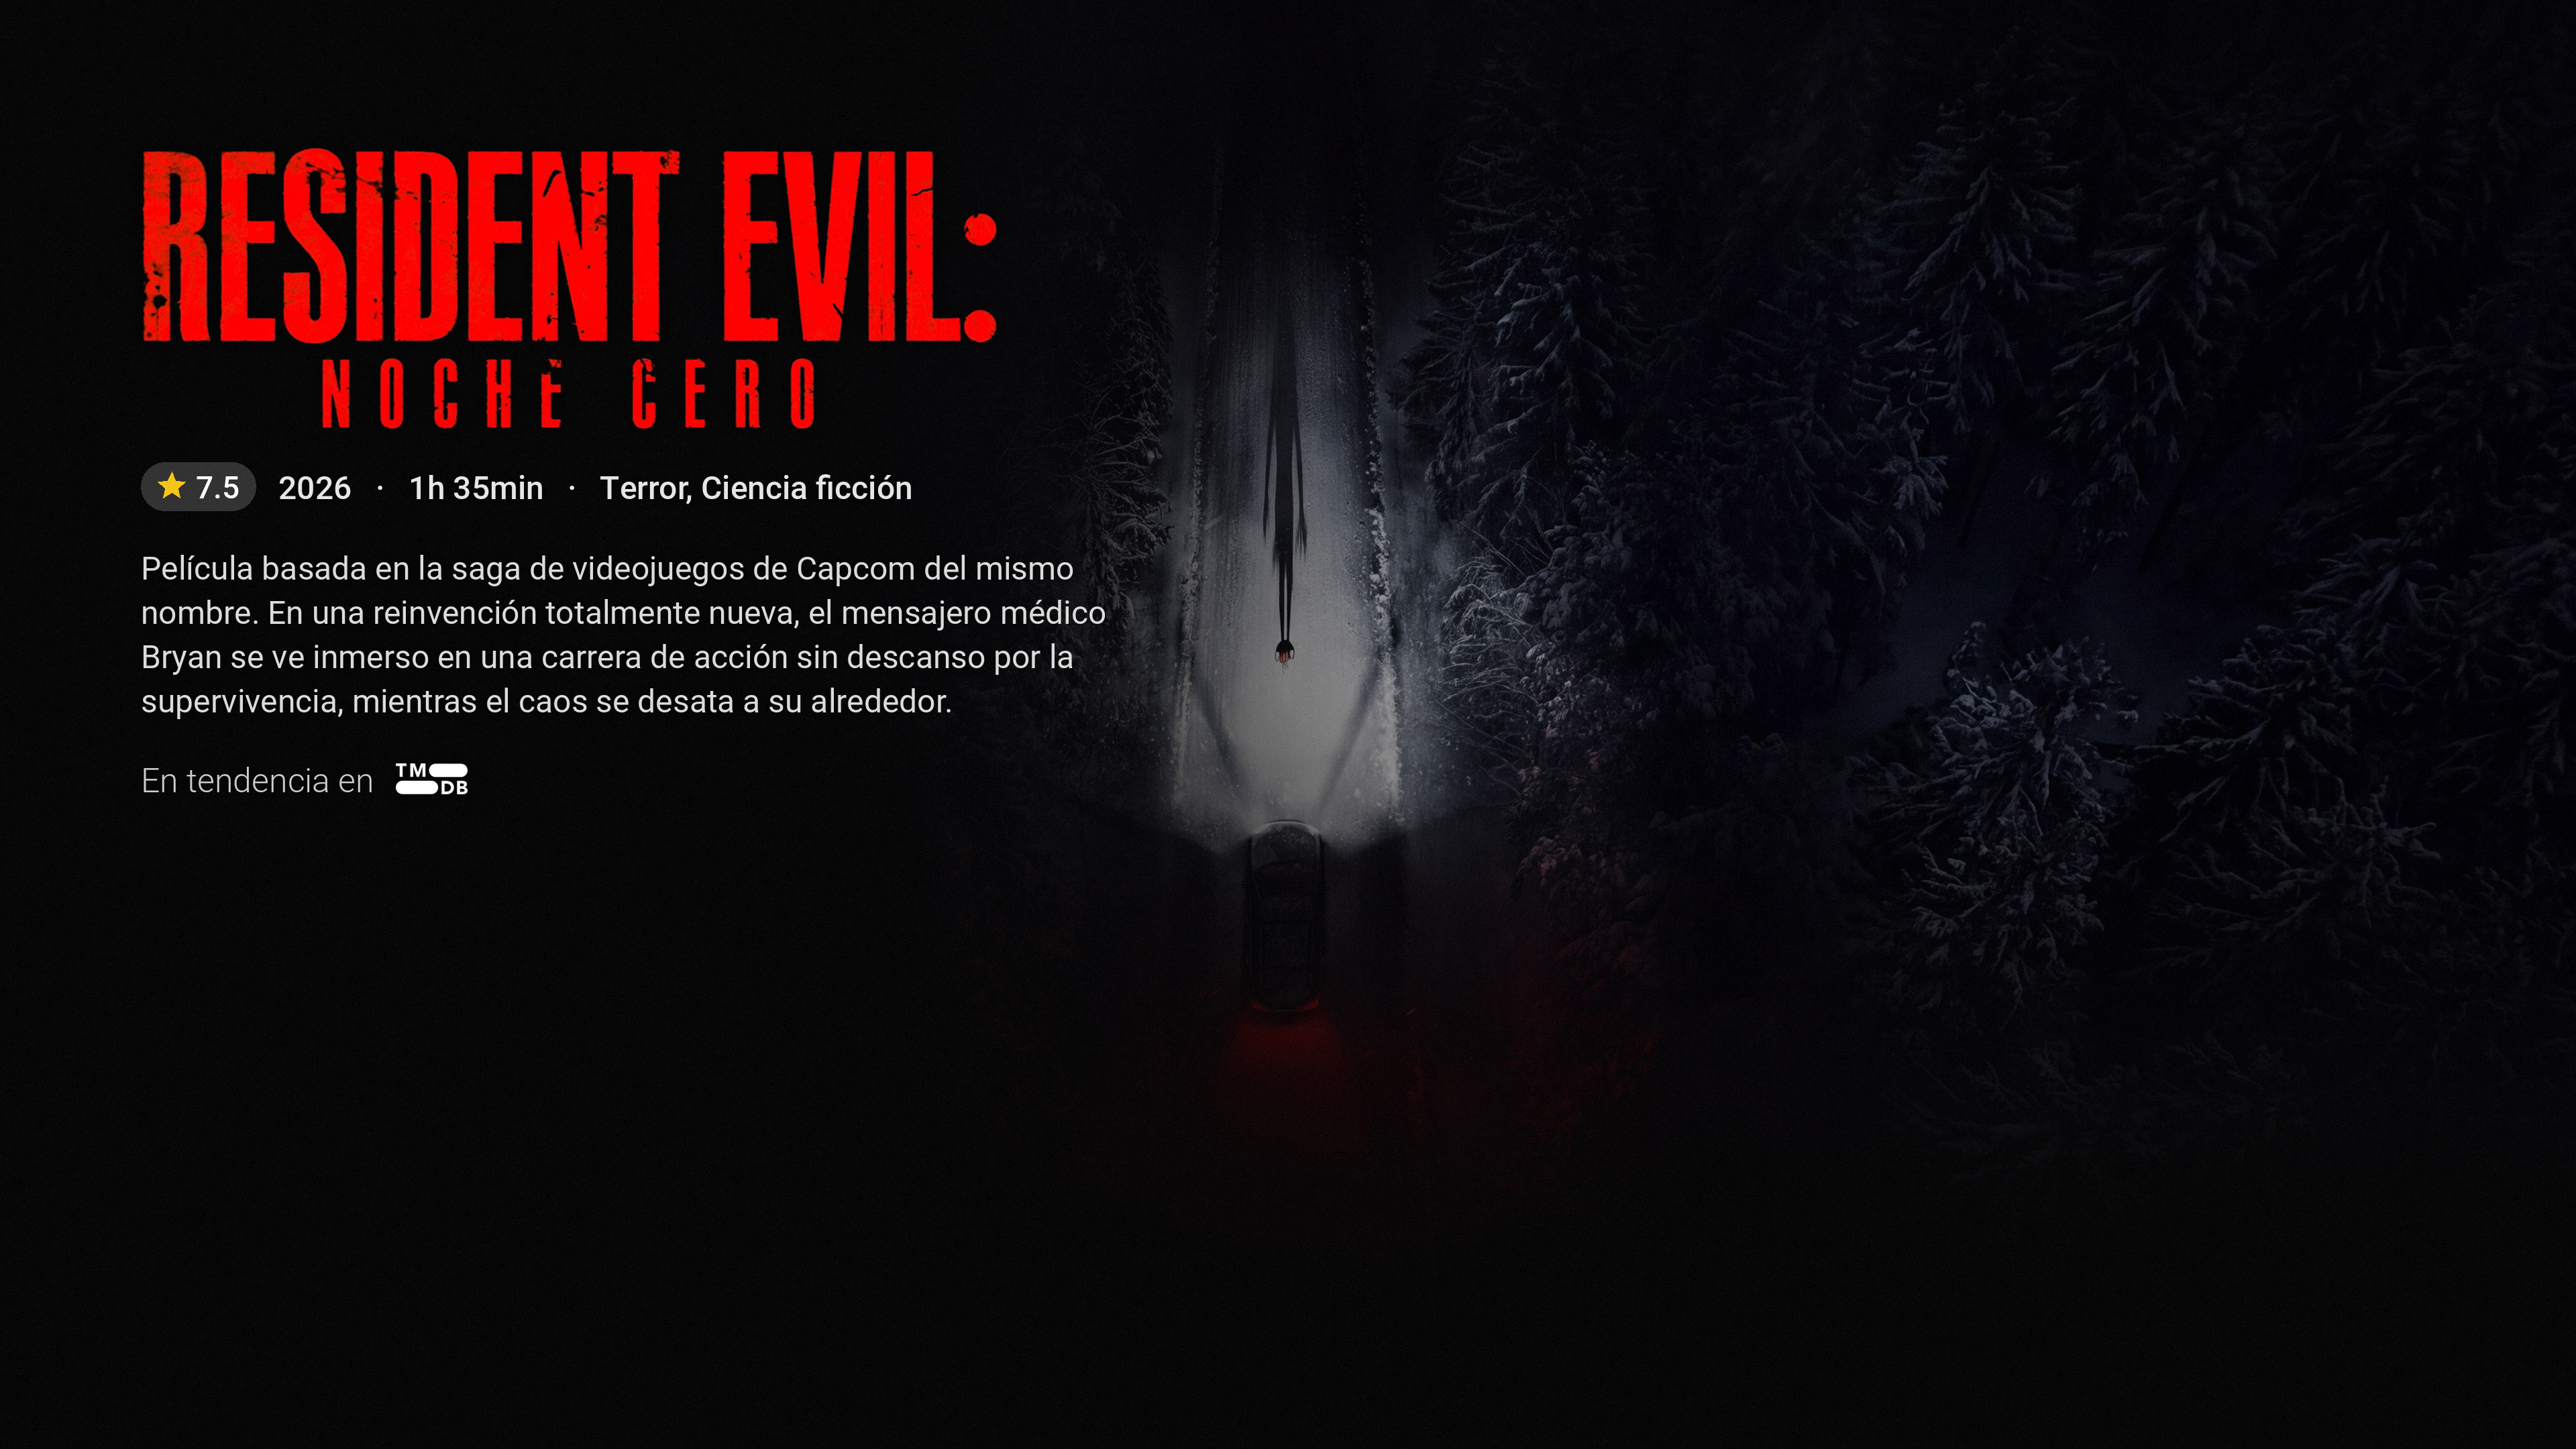 RESIDENT EVIL:
NOCHE CERO
7.5 2026 · 1h 35min · Terror, Ciencia ficción
Película basada en la saga de videojuegos de Capcom del mismo
nombre. En una reinvención totalmente nueva, el mensajero médico
Bryan se ve inmerso en una carrera de acción sin descanso por la
supervivencia, mientras el caos se desata a su alrededor.
En tendencia en TMDB